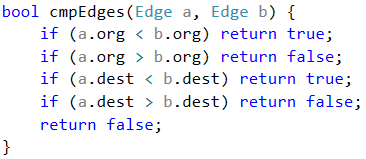 bool cmpEdges(Edge a, Edge b) {
    if (a.org < b.org) return true;
    if (a.org > b.org) return false;
    if (a.dest < b.dest) return true;
    if (a.dest > b.dest) return false;
    return false;
}